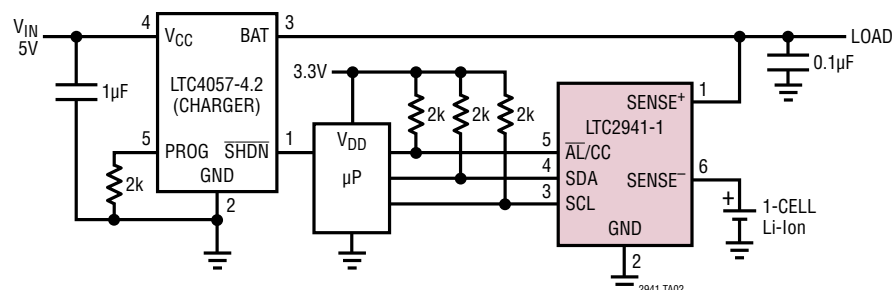 VIN
5V
4
VCC
BAT
3
LOAD
LTC4057-4.2
(CHARGER)
1µF
5
PROG
SHDN
1
2k
GND
2
3.3V
VDD
µP
2k
2k
2k
0.1µF
SENSE+
1
LTC2941-1
5
AL/CC
4
SDA
3
SCL
SENSE–
6
GND
2
+
1-CELL
Li-Ion
2941 TA02